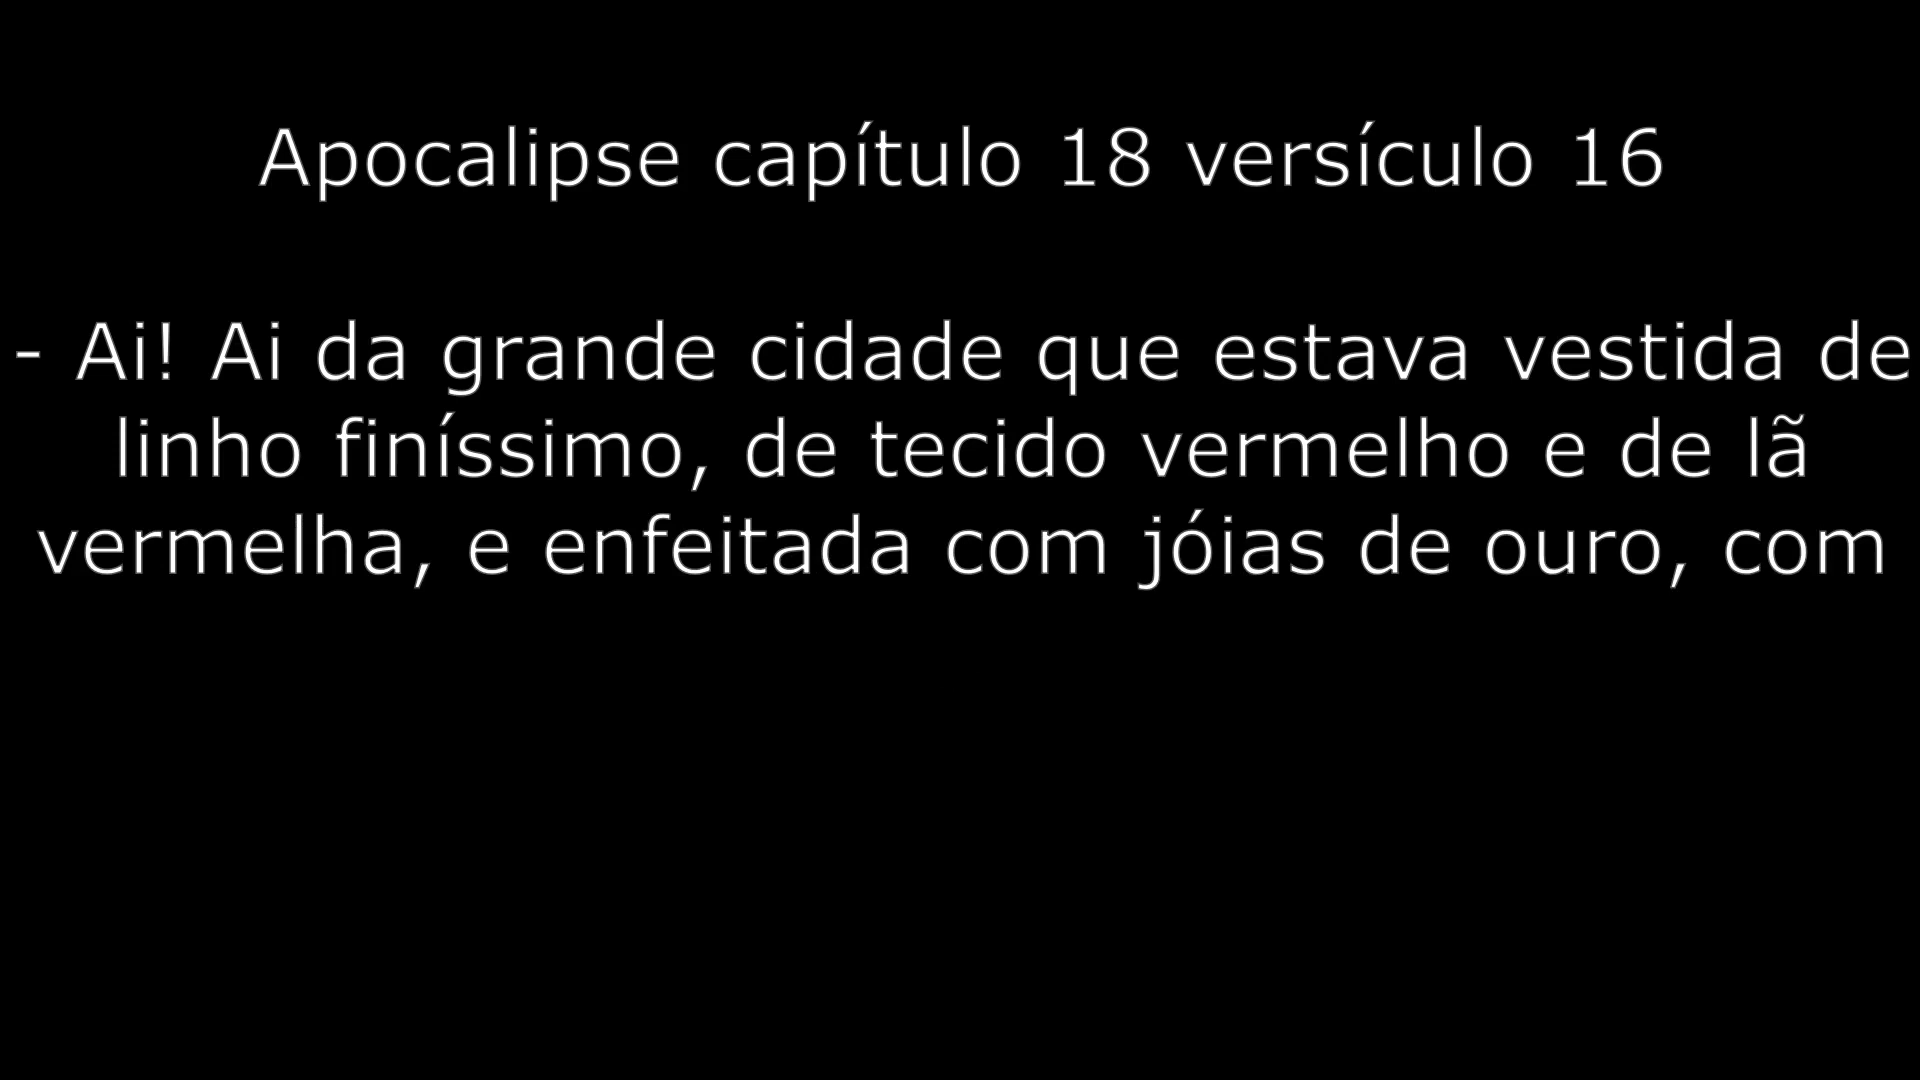 Apocalipse capítulo 18 versículo 16
- Ai! Ai da grande cidade que estava vestida de
linho finíssimo, de tecido vermelho e de lã
vermelha, e enfeitada com jóias de ouro, com